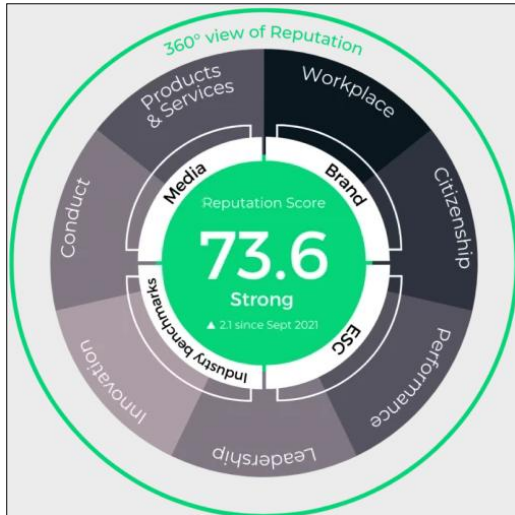 360° view of Reputation
Products
& Services
Workplace
Citizenship
Performance
Leadership
Innovation
Conduct
Media
Brand
ESG
Industry benchmarks
Reputation Score
73.6
Strong
▲ 2.1 since Sept 2021